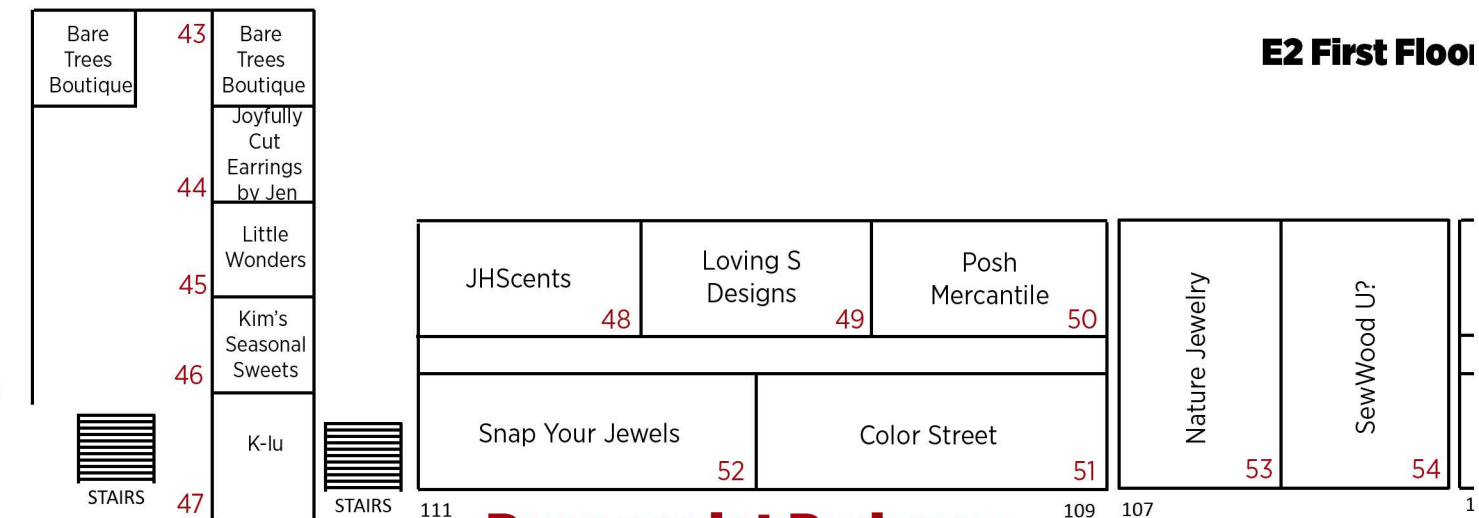 Bare
Trees
Boutique
43
Bare
Trees
Boutique
E2 First Floor
Joyfully
Cut
Earrings
by Jen
44
Little
Wonders
45
Kim's
Seasonal
Sweets
46
K-lu
47
STAIRS
STAIRS
JHScents
48
Loving S
Designs
49
Posh
Mercantile
50
Snap Your Jewels
52
Color Street
51
111
109
107
Nature Jewelry
53
SewWood U?
54